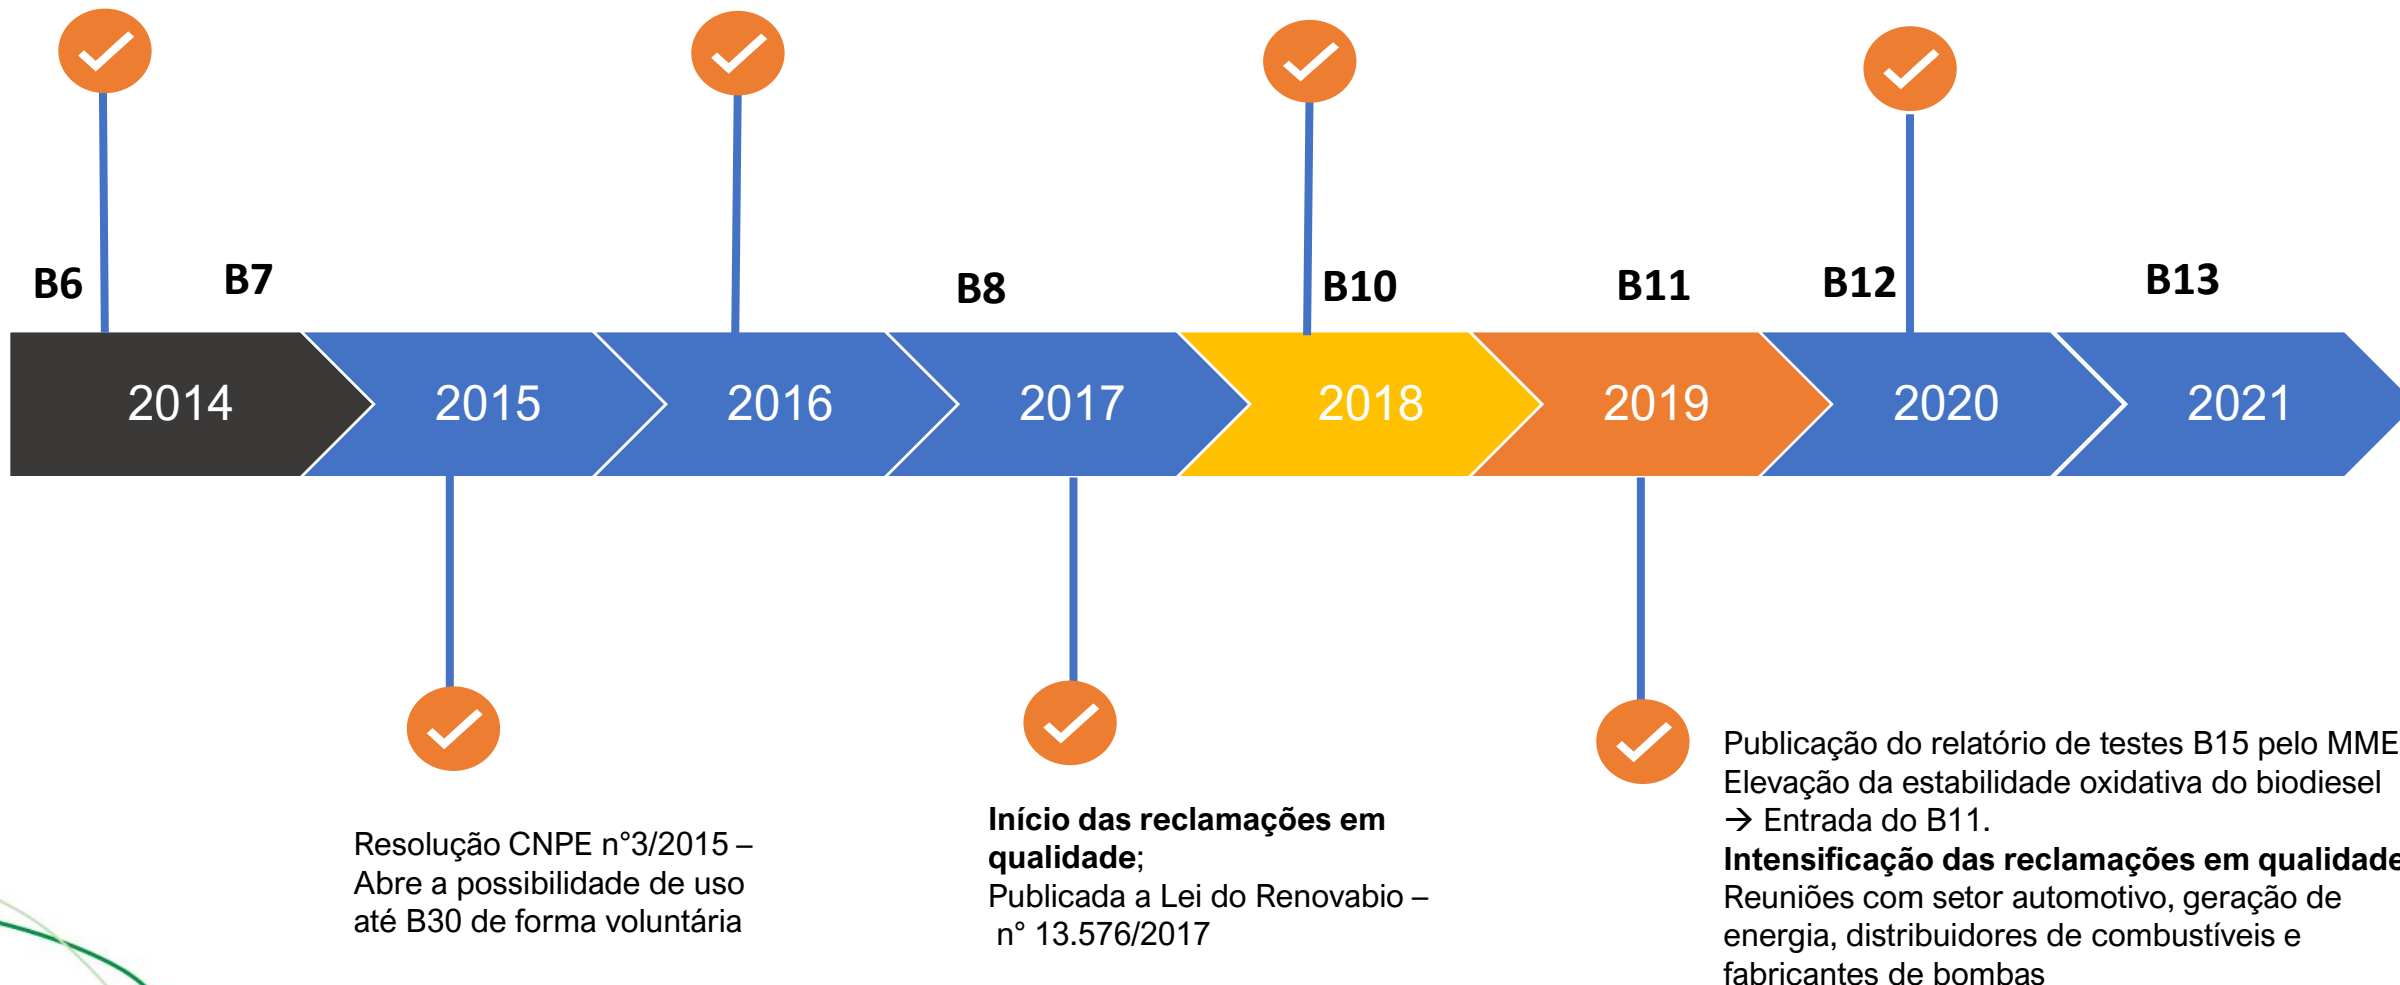 B6
B7
B8
B10
B11
B12
B13
2014
2015
2016
2017
2018
2019
2020
2021
Resolução CNPE n°3/2015 –
Abre a possibilidade de uso
até B30 de forma voluntária
Início das reclamações em
qualidade;
Publicada a Lei do Renovabio –
n° 13.576/2017
Publicação do relatório de testes B15 pelo MME
Elevação da estabilidade oxidativa do biodiesel
→ Entrada do B11.
Intensificação das reclamações em qualidade
Reuniões com setor automotivo, geração de
energia, distribuidores de combustíveis e
fabricantes de bombas